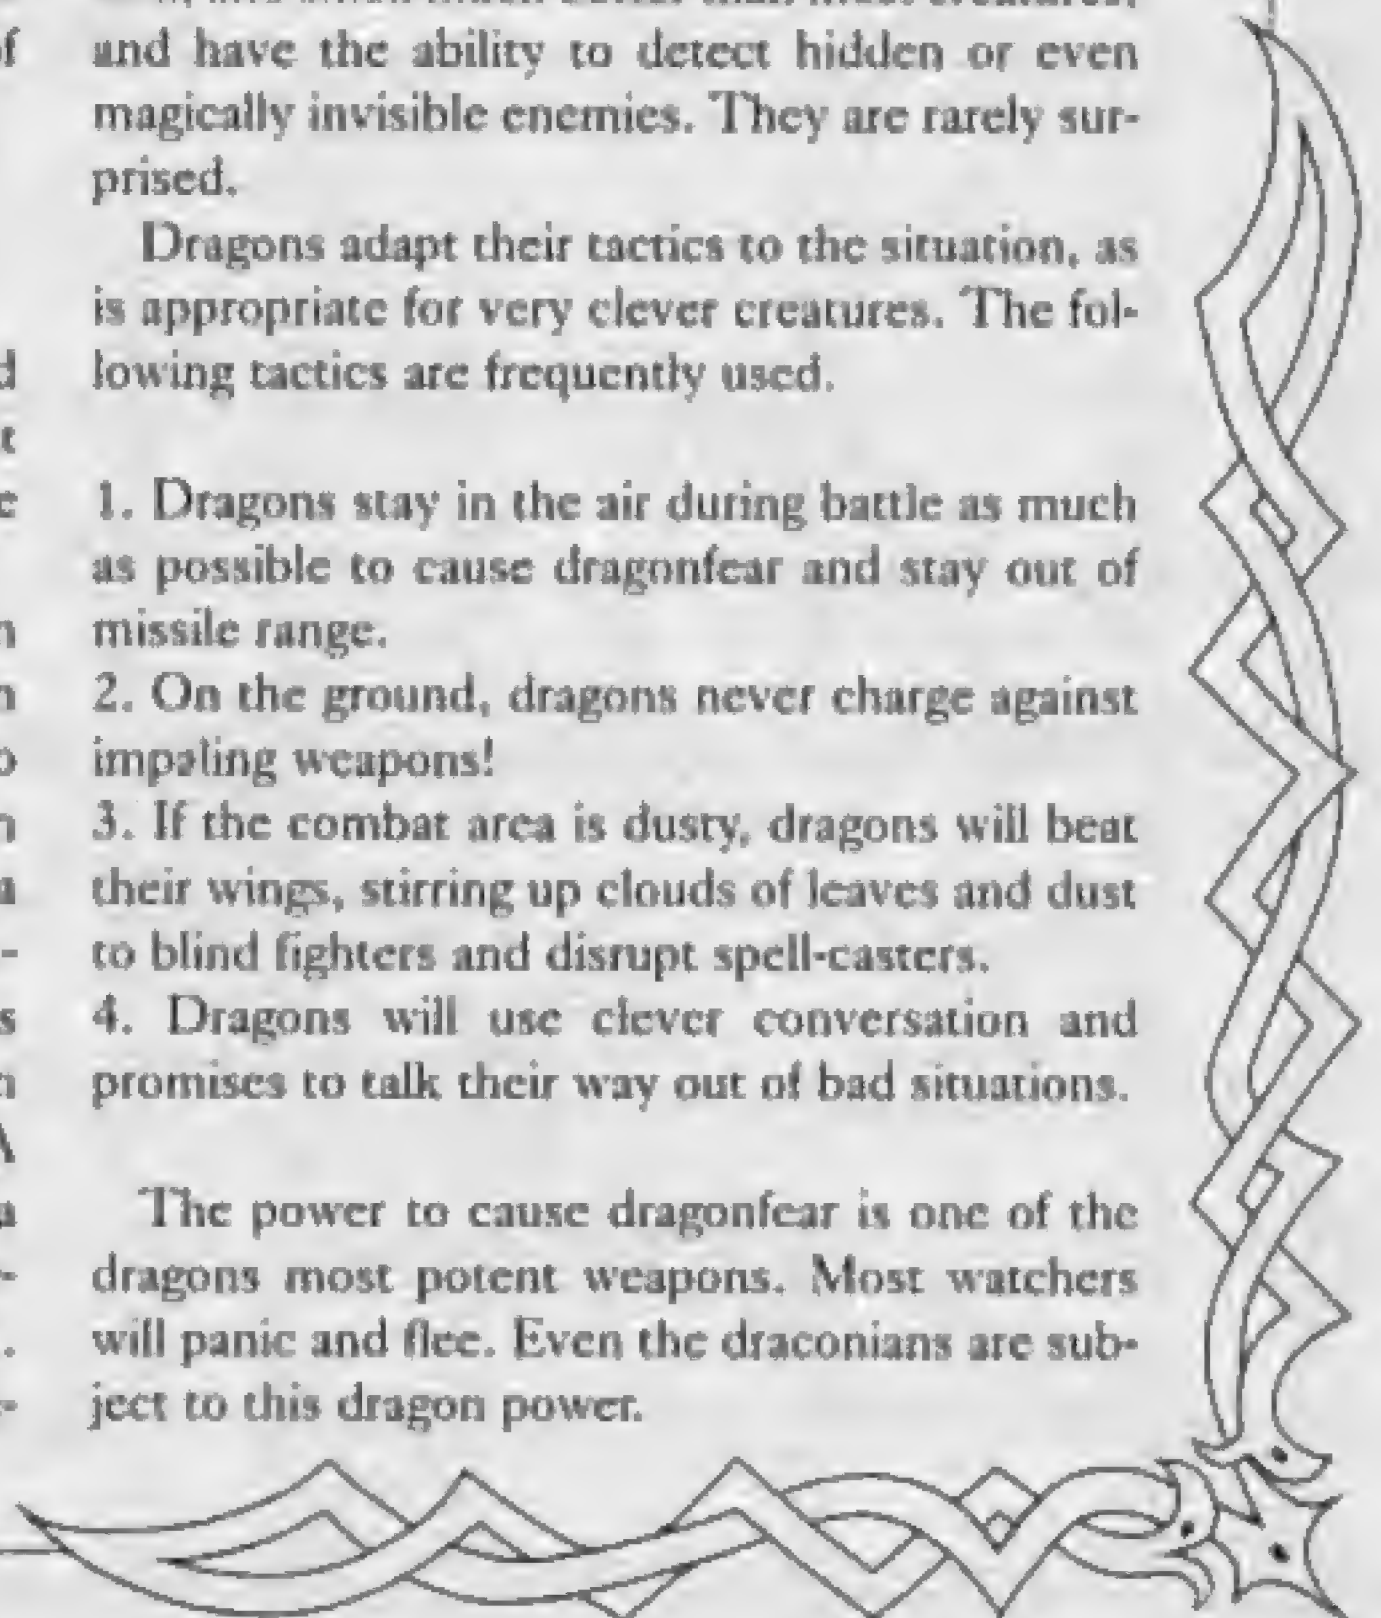 and have the ability to detect hidden or even
magically invisible enemies. They are rarely sur-
prised.
Dragons adapt their tactics to the situation, as
is appropriate for very clever creatures. The fol-
lowing tactics are frequently used.
1. Dragons stay in the air during battle as much
as possible to cause dragonfear and stay out of
missile range.
2. On the ground, dragons never charge against
impaling weapons!
3. If the combat area is dusty, dragons will beat
their wings, stirring up clouds of leaves and dust
to blind fighters and disrupt spell-casters.
4. Dragons will use clever conversation and
promises to talk their way out of bad situations.
The power to cause dragonfear is one of the
dragons most potent weapons. Most watchers
will panic and flee. Even the draconians are sub-
ject to this dragon power.